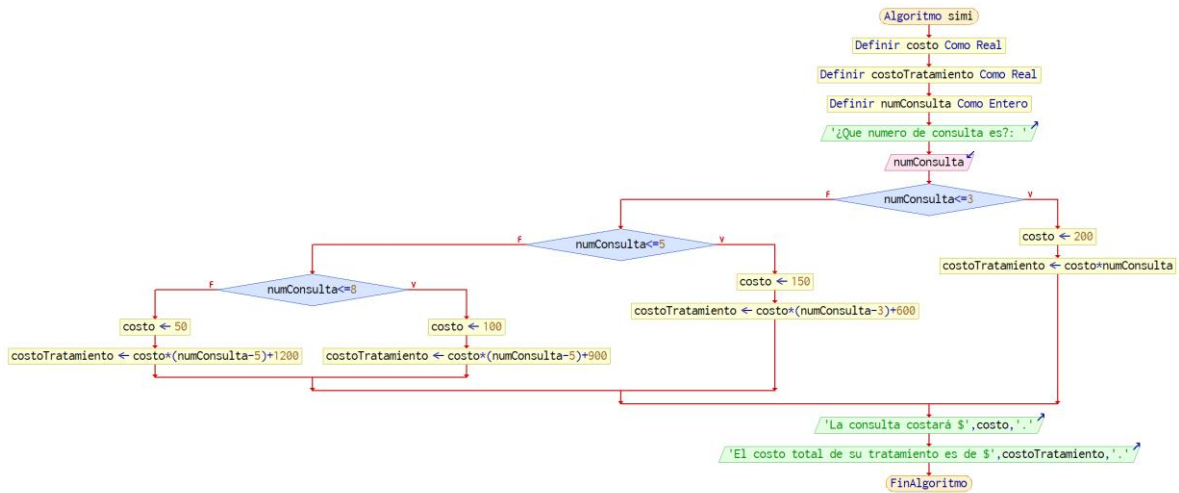 Algoritmo simi
Definir costo Como Real
Definir costoTratamiento Como Real
Definir numConsulta Como Entero
'¿Que numero de consulta es?: '
numConsulta
F
numConsulta<=3
V
costo ← 200
costoTratamiento ← costo*numConsulta
F
numConsulta<=5
V
costo ← 150
costoTratamiento ← costo*(numConsulta-3)+600
F
numConsulta<=8
V
costo ← 50
costoTratamiento ← costo*(numConsulta-5)+1200
costo ← 100
costoTratamiento ← costo*(numConsulta-5)+900
'La consulta costará $',costo,'.'
'El costo total de su tratamiento es de $',costoTratamiento,'.'
FinAlgoritmo